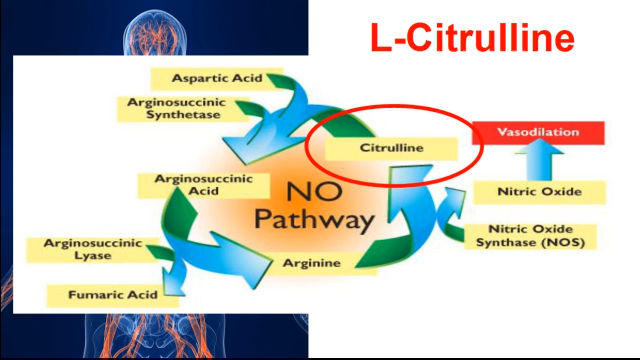 L-Citrulline
Aspartic Acid
Arginosuccinic
Synthetase
Citrulline
Vasodilation
Arginosuccinic
Acid
NO
Pathway
Nitric Oxide
Nitric Oxide
Synthase (NOS)
Arginosuccinic
Lyase
Arginine
Fumaric Acid